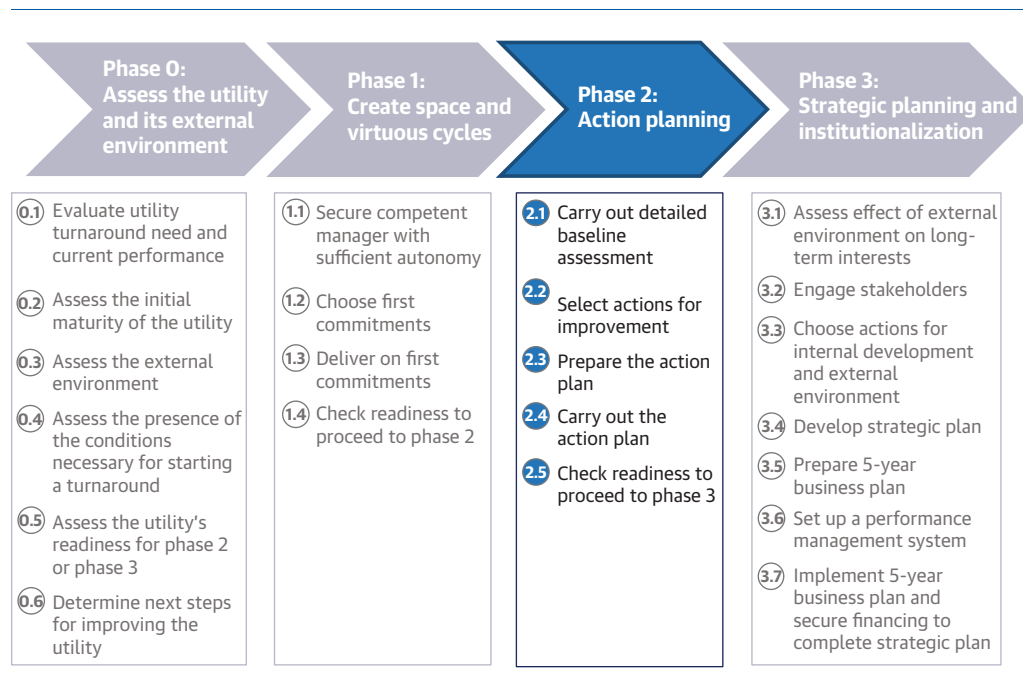 Phase 0:
Assess the utility
and its external
environment
Phase 1:
Create space and
virtuous cycles
Phase 2:
Action planning
Phase 3:
Strategic planning and
institutionalization
0.1 Evaluate utility
turnaround need and
current performance
0.2 Assess the initial
maturity of the utility
0.3 Assess the external
environment
0.4 Assess the presence of
the conditions
necessary for starting
a turnaround
0.5 Assess the utility's
readiness for phase 2
or phase 3
0.6 Determine next steps
for improving the
utility
1.1 Secure competent
manager with
sufficient autonomy
1.2 Choose first
commitments
1.3 Deliver on first
commitments
1.4 Check readiness to
proceed to phase 2
2.1 Carry out detailed
baseline
assessment
2.2 Select actions for
improvement
2.3 Prepare the action
plan
2.4 Carry out the
action plan
2.5 Check readiness to
proceed to phase 3
3.1 Assess effect of external
environment on long-
term interests
3.2 Engage stakeholders
3.3 Choose actions for
internal development
and external
environment
3.4 Develop strategic plan
3.5 Prepare 5-year
business plan
3.6 Set up a performance
management system
3.7 Implement 5-year
business plan and
secure financing to
complete strategic plan